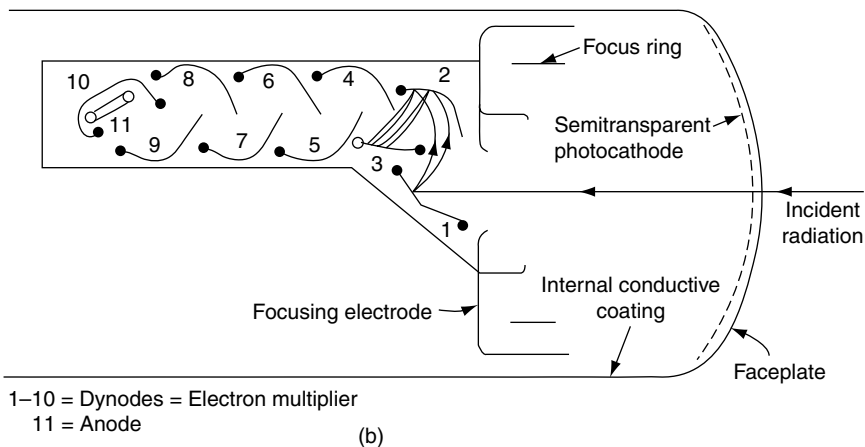 10
8
6
4
2
Focus ring
11
Semitransparent
photocathode
9
7
5
3
1
Incident
radiation
Internal conductive
coating
Focusing electrode
Faceplate
1–10 = Dynodes = Electron multiplier
11 = Anode
(b)